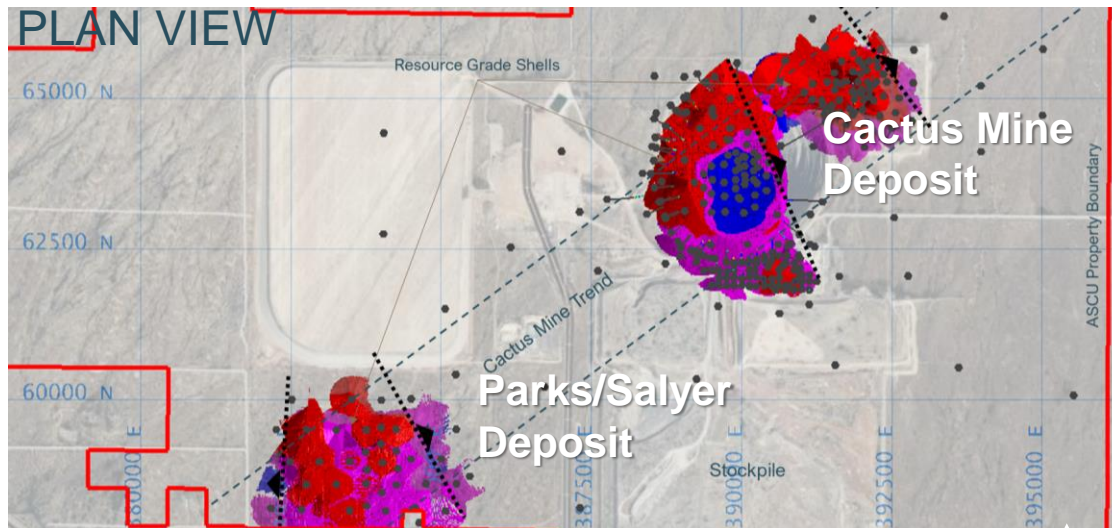 PLAN VIEW
Resource Grade Shells
65000 N
Cactus Mine
Deposit
ASCU Property Boundary
62500 N
Cactus Mine Trend
60000 N
Parks/Salyer
Deposit
Stockpile
387500 E
390000 E
392500 E
395000 E